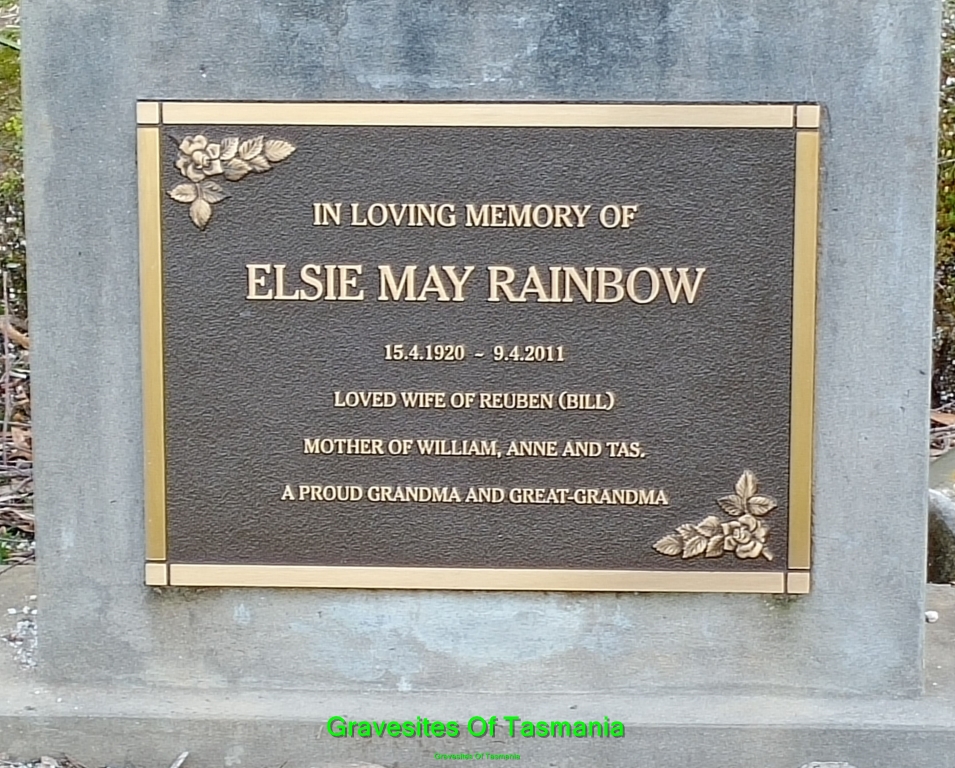 IN LOVING MEMORY OF
ELSIE MAY RAINBOW
15.4.1920 ~ 9.4.2011
LOVED WIFE OF REUBEN (BILL)
MOTHER OF WILLIAM, ANNE AND TAS.
A PROUD GRANDMA AND GREAT-GRANDMA
Gravesites Of Tasmania
Gravesites Of Tasmania